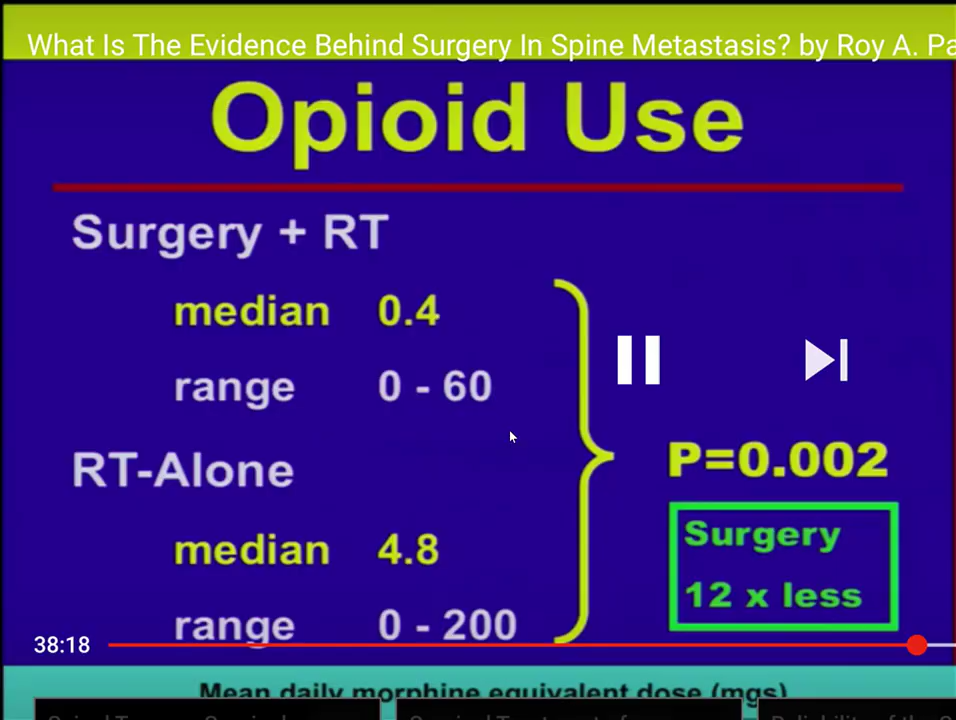 What Is The Evidence Behind Surgery In Spine Metastasis? by Roy A. Pa
Opioid Use
Surgery + RT
median 0.4
range 0 - 60
RT-Alone
median 4.8
range 0 - 200
P=0.002
Surgery
12 x less
38:18
Mean daily morphine equivalent dose (mgs)